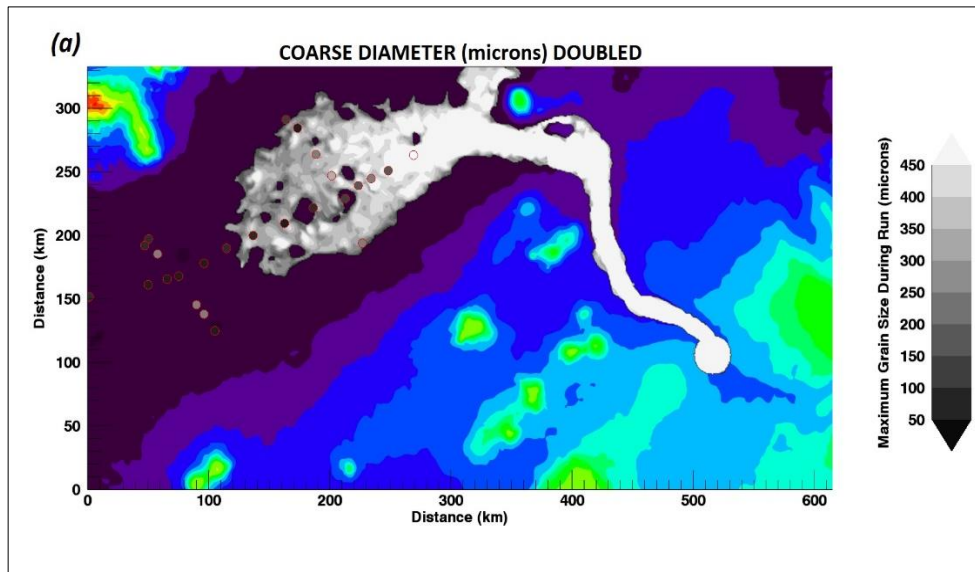 (a)
COARSE DIAMETER (microns) DOUBLED
300
250
200
150
100
50
0
Distance (km)
0 100 200 300 400 500 600
Distance (km)
Maximum Grain Size During Run (microns)
450
400
350
300
250
200
150
100
50